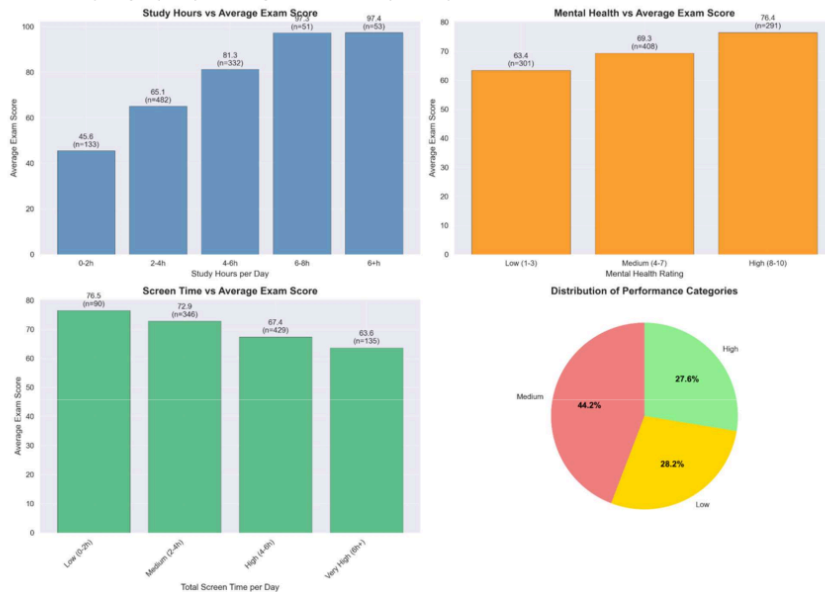 Study Hours vs Average Exam Score
97.3
(n=51)
97.4
(n=53)
81.3
(n=332)
65.1
(n=482)
45.6
(n=133)
100
80
60
40
20
0
Average Exam Score
0-2h
2-4h
4-6h
6-8h
6+h
Study Hours per Day
Mental Health vs Average Exam Score
76.4
(n=291)
69.3
(n=408)
63.4
(n=301)
80
70
60
50
40
30
20
10
0
Average Exam Score
Low (1-3)
Medium (4-7)
High (8-10)
Mental Health Rating
Screen Time vs Average Exam Score
76.5
(n=90)
72.9
(n=346)
67.4
(n=429)
63.6
(n=135)
80
70
60
50
40
30
20
10
0
Average Exam Score
Low (0-2h)
Medium (2-4h)
High (4-6h)
Very High (6h+)
Total Screen Time per Day
Distribution of Performance Categories
High
27.6%
Medium
44.2%
28.2%
Low